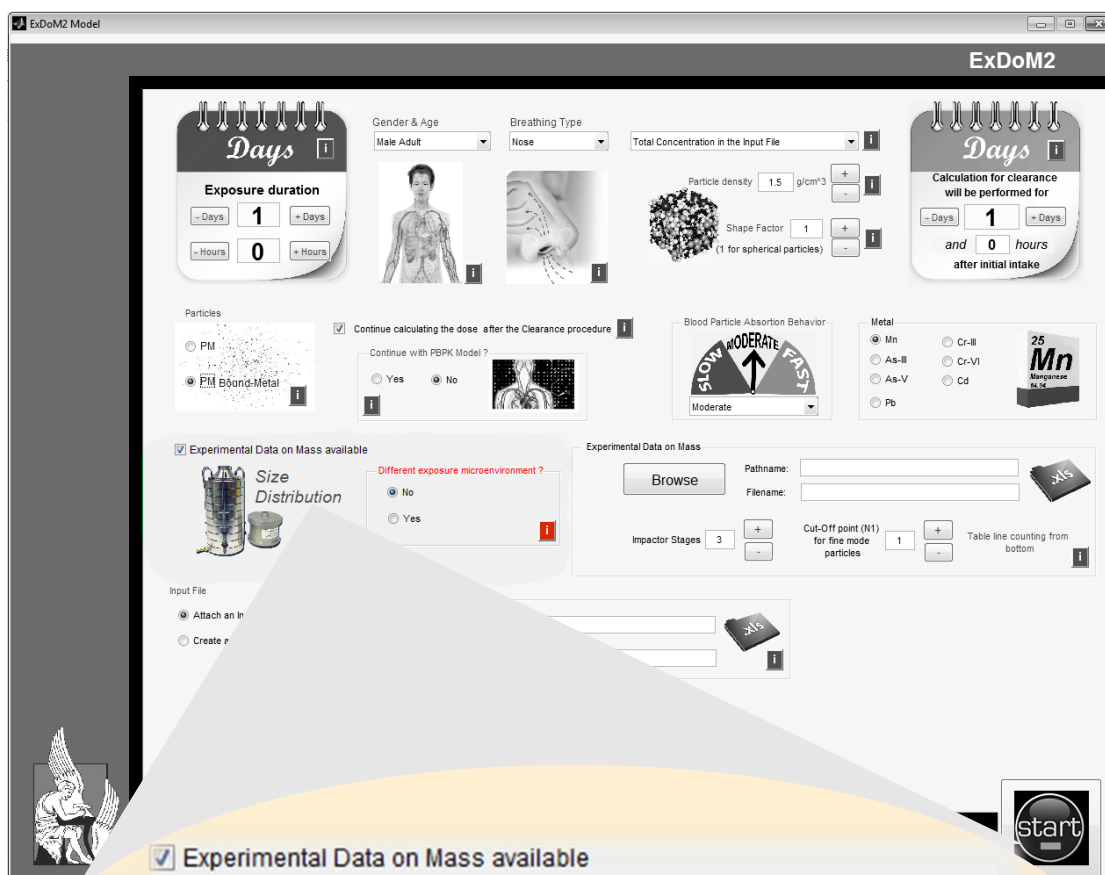 ExDoM2 Model
ExDoM2
Days
Exposure duration
- Days 1 + Days
- Hours 0 + Hours
Gender & Age
Male Adult
Breathing Type
Nose
Total Concentration in the Input File
Particle density 1.5 g/cm^3
Shape Factor 1
(1 for spherical particles)
+
-
+
-
Days
Calculation for clearance
will be performed for
- Days 1 + Days
and 0 hours
after initial intake
Particles
PM
PM Bound-Metal
Continue calculating the dose after the Clearance procedure
Continue with PBPK Model ?
Yes No
Blood Particle Absortion Behavior
SLOW MODERATE FAST
Moderate
Metal
Mn Cr-III
As-III Cr-VI
As-V Cd
Pb
25
Mn
Manganese
Experimental Data on Mass available
Size
Distribution
Different exposure microenvironment ?
No
Yes
Experimental Data on Mass
Browse
Pathname:
Filename:
.xls
Impactor Stages 3
+
-
Cut-Off point (N1)
for fine mode
particles
1
+
-
Table line counting from
bottom
Input File
Attach an
Create a
.xls
start
Experimental Data on Mass available